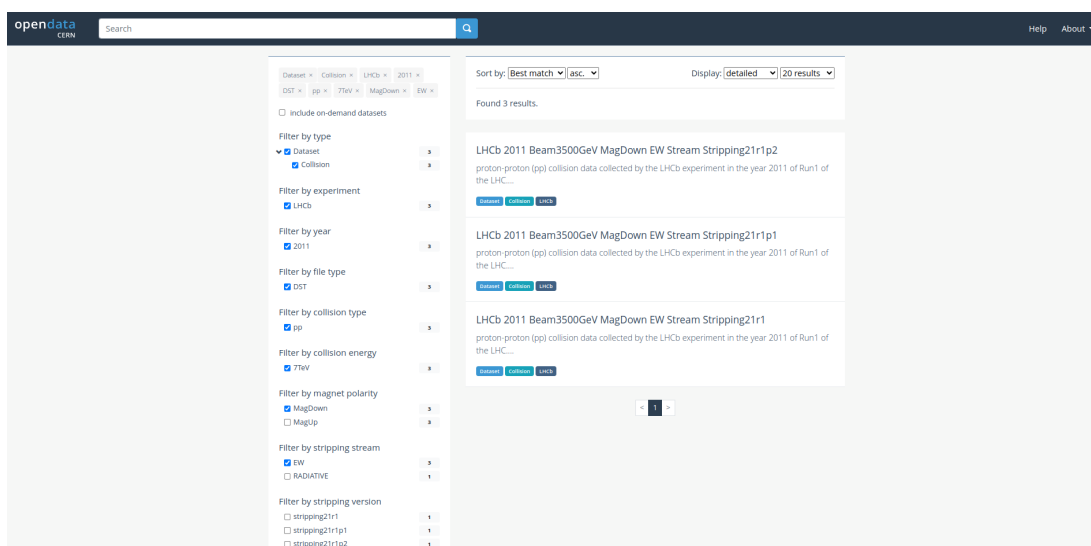 opendata
CERN
Search
Help About
Dataset × Collision × LHCb × 2011 ×
DST × pp × 7TeV × MagDown × EW ×
Include on-demand datasets
Filter by type
Dataset 3
Collision 3
Filter by experiment
LHCb 3
Filter by year
2011 3
Filter by file type
DST 3
Filter by collision type
pp 3
Filter by collision energy
7TeV 3
Filter by magnet polarity
MagDown 3
MagUp 3
Filter by stripping stream
EW 3
RADIATIVE 1
Filter by stripping version
stripping21r1 1
stripping21r1p1 1
stripping21r1p2 1
Sort by: Best match asc. Display: detailed 20 results
Found 3 results.
LHCb 2011 Beam3500GeV MagDown EW Stream Stripping21r1p2
proton-proton (pp) collision data collected by the LHCb experiment in the year 2011 of Run1 of
the LHC....
Dataset Collision LHCb
LHCb 2011 Beam3500GeV MagDown EW Stream Stripping21r1p1
proton-proton (pp) collision data collected by the LHCb experiment in the year 2011 of Run1 of
the LHC....
Dataset Collision LHCb
LHCb 2011 Beam3500GeV MagDown EW Stream Stripping21r1
proton-proton (pp) collision data collected by the LHCb experiment in the year 2011 of Run1 of
the LHC....
Dataset Collision LHCb
< 1 >